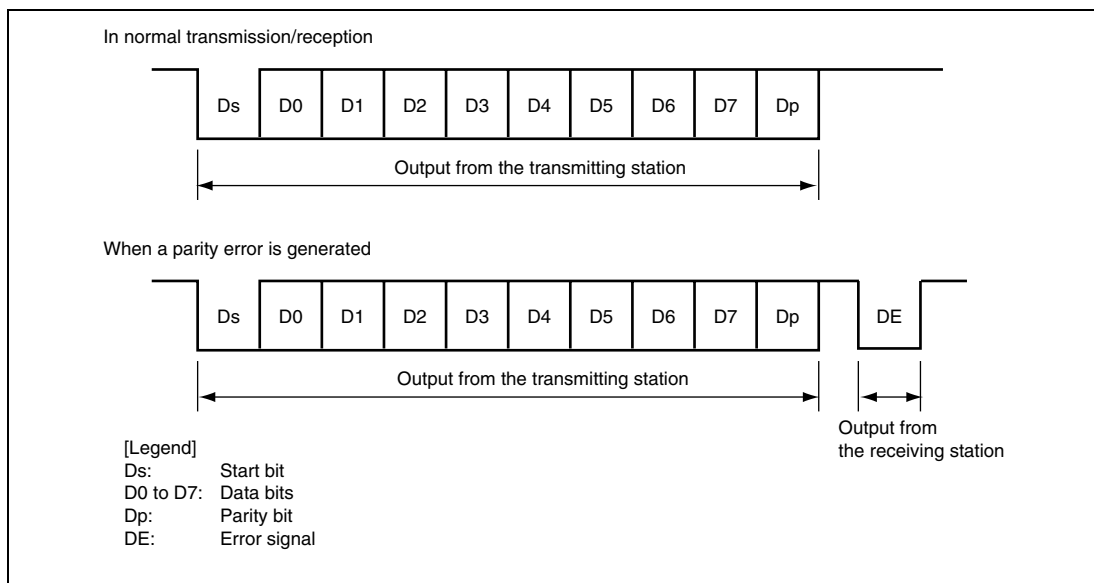 In normal transmission/reception
Ds D0 D1 D2 D3 D4 D5 D6 D7 Dp
Output from the transmitting station
When a parity error is generated
Ds D0 D1 D2 D3 D4 D5 D6 D7 Dp DE
Output from the transmitting station
Output from
the receiving station
[Legend]
Ds: Start bit
D0 to D7: Data bits
Dp: Parity bit
DE: Error signal